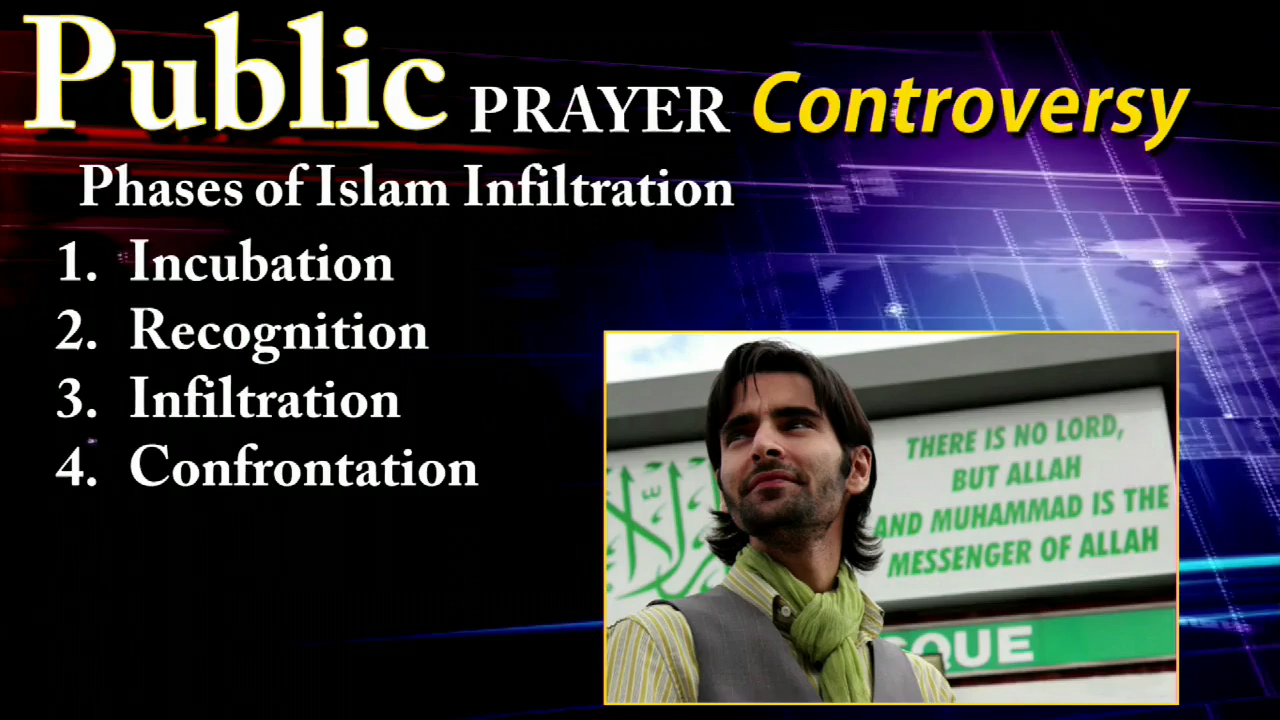 Public PRAYER Controversy
Phases of Islam Infiltration
1. Incubation
2. Recognition
3. Infiltration
4. Confrontation
THERE IS NO LORD,
BUT ALLAH
AND MUHAMMAD IS THE
MESSENGER OF ALLAH